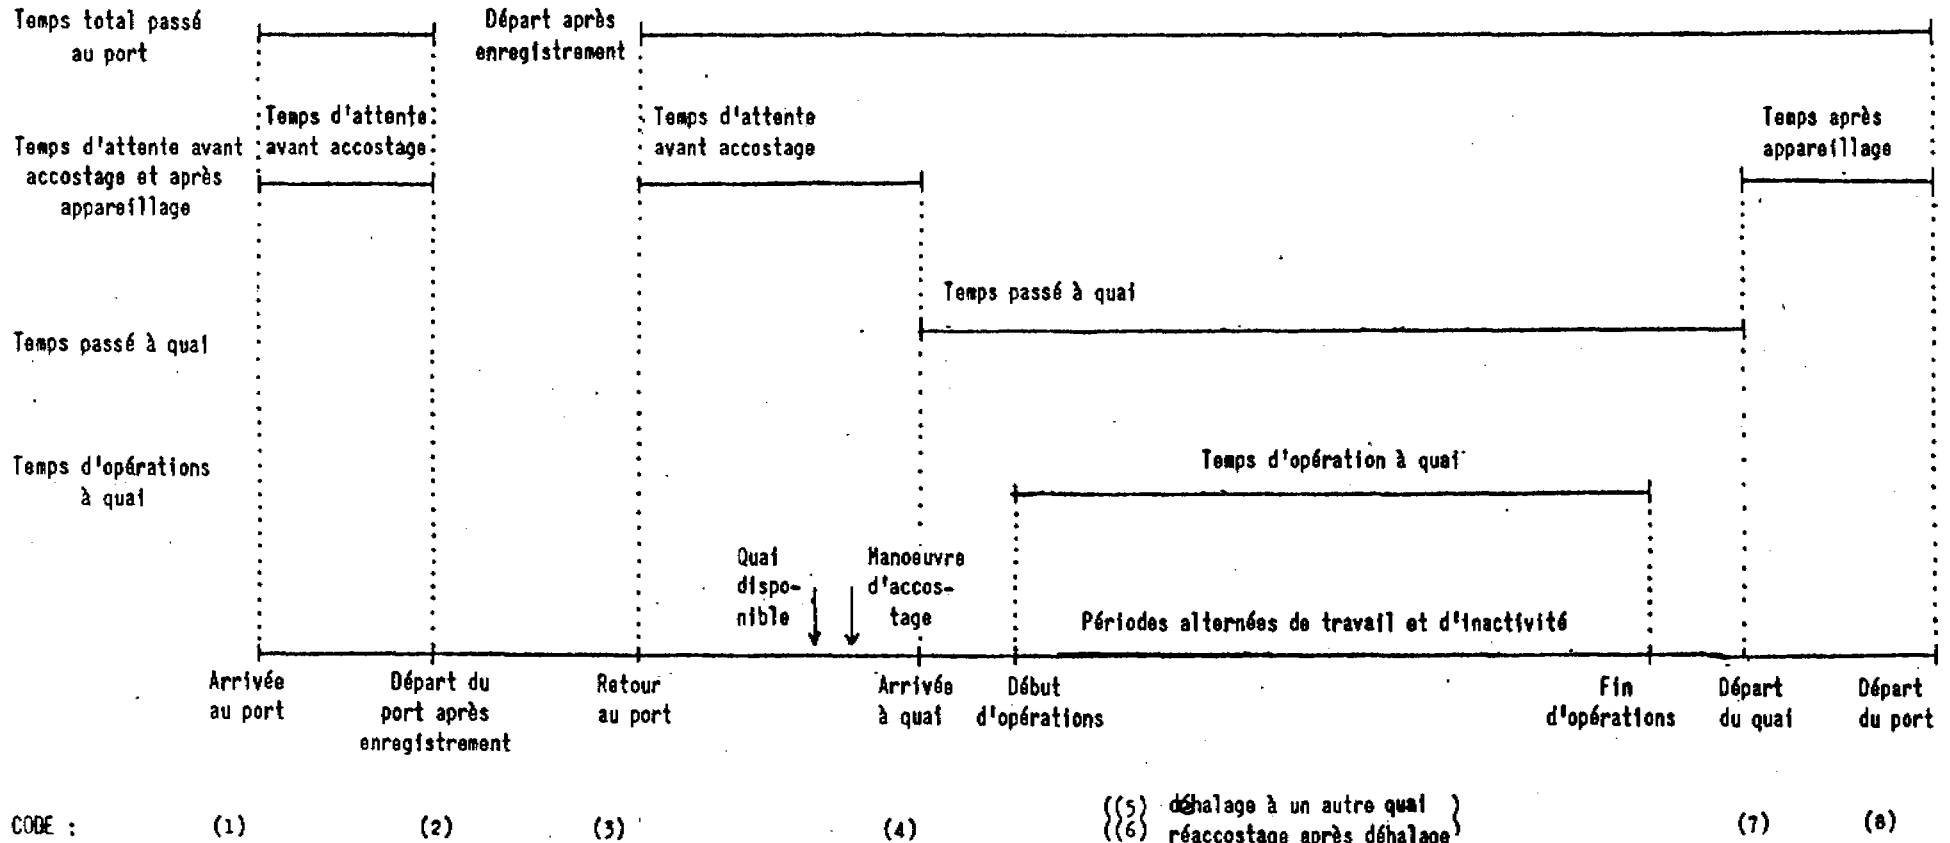 Temps total passé
au port
Départ après
enregistrement
Temps d'attente
avant accostage
Temps d'attente
avant accostage
Temps après
appareillage
Temps d'attente avant
accostage et après
appareillage
Temps passé à quai
Temps passé à quai
Temps d'opération à quai
Temps d'opérations
à quai
Quai
dispo-
nible
Manoeuvre
d'accos-
tage
Périodes alternées de travail et d'inactivité
Arrivée
au port
Départ du
port après
enregistrement
Retour
au port
Arrivée
à quai
Début
d'opérations
Fin
d'opérations
Départ
du quai
Départ
du port
CODE : (1) (2) (3) (4) ((5) déhalage à un autre quai ) (7) (8)
((6) réaccostage après déhalage)